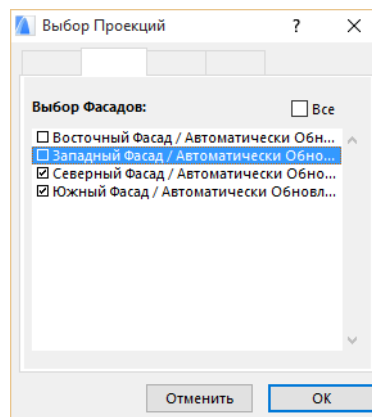 Выбор Проекций ?
Выбор Фасадов: Все
Восточный Фасад / Автоматически Обн...
Западный Фасад / Автоматически Обно...
Северный Фасад / Автоматически Обно...
Южный Фасад / Автоматически Обновл...
Отменить OK